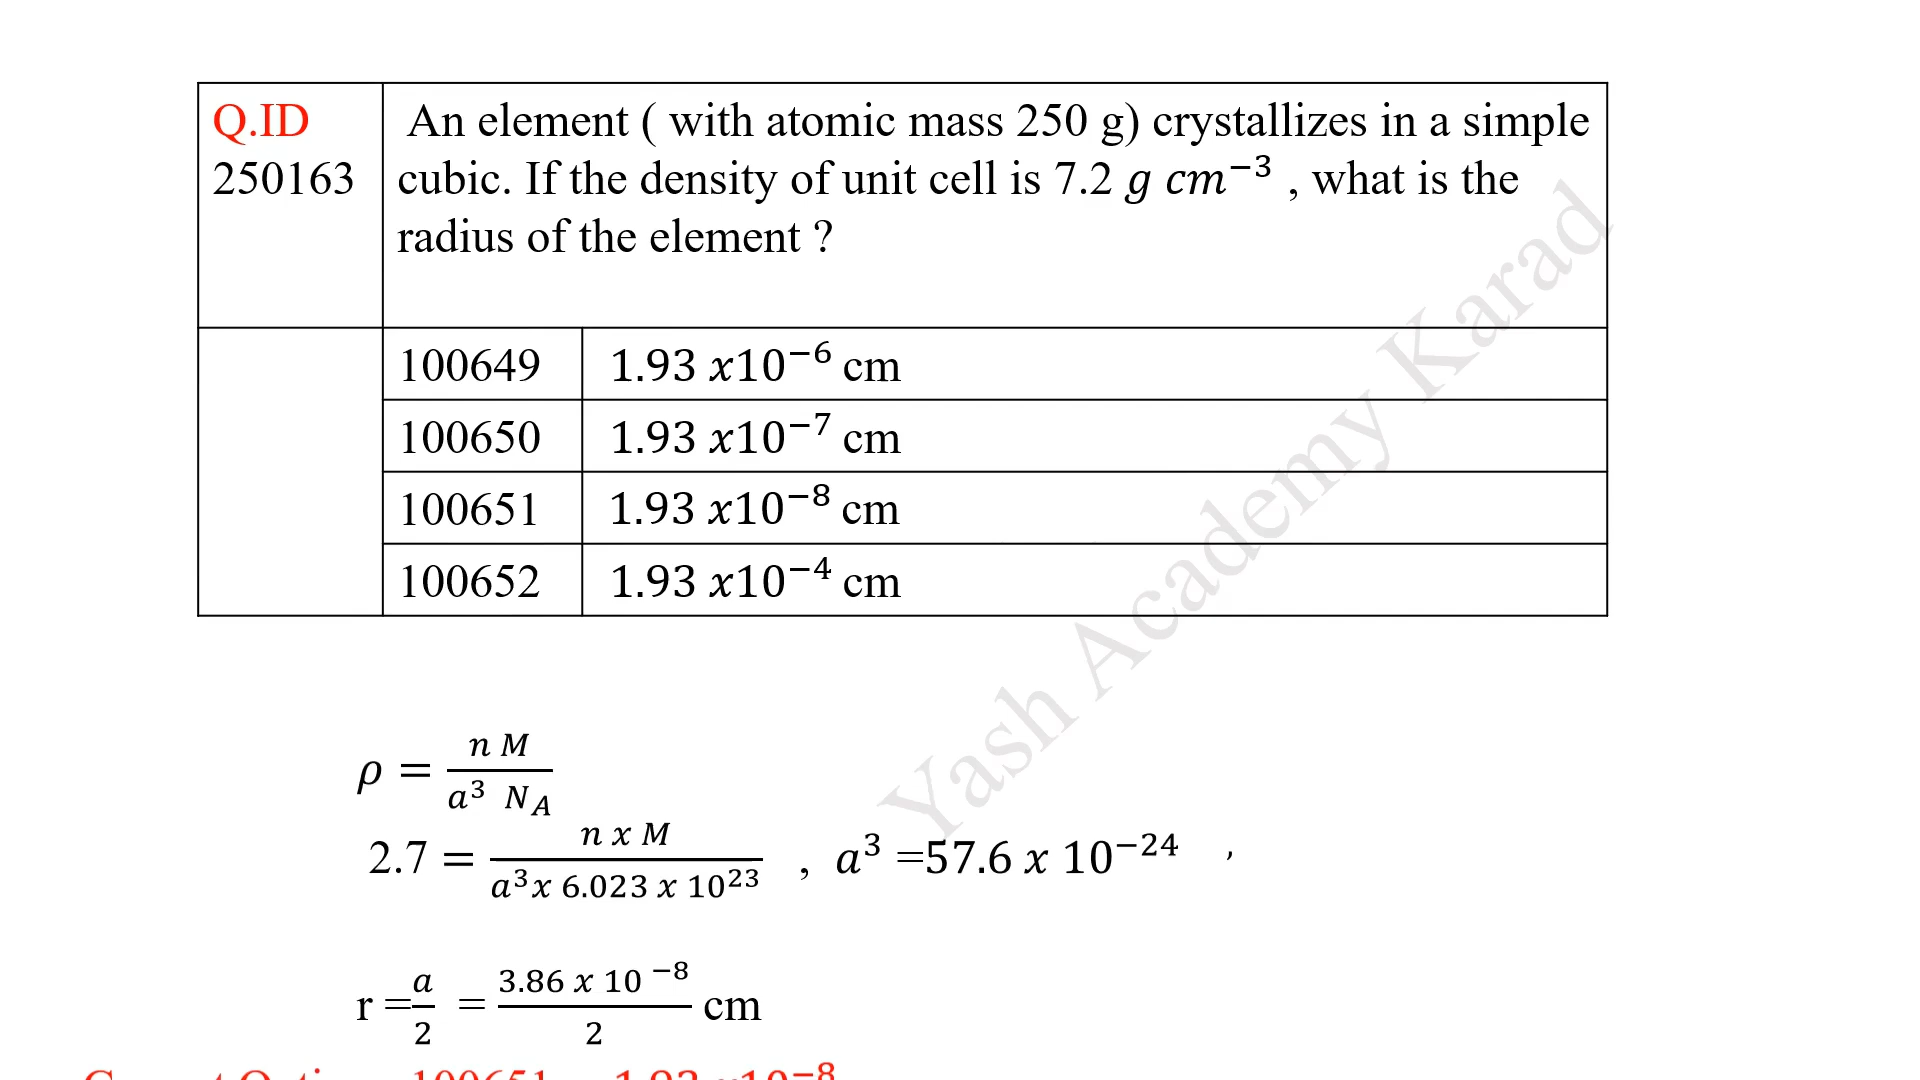 Q.ID
250163
An element ( with atomic mass 250 g) crystallizes in a simple
cubic. If the density of unit cell is 7.2 g cm⁻³ , what is the
radius of the element ?
100649 1.93 x10⁻⁶ cm
100650 1.93 x10⁻⁷ cm
100651 1.93 x10⁻⁸ cm
100652 1.93 x10⁻⁴ cm
ρ = n M / a³ N_A
2.7 = n x M / a³x 6.023 x 10²³ , a³ =57.6 x 10⁻²⁴ ,
r = a/2 = 3.86 x 10 ⁻⁸ / 2 cm
Yash Academy Karad